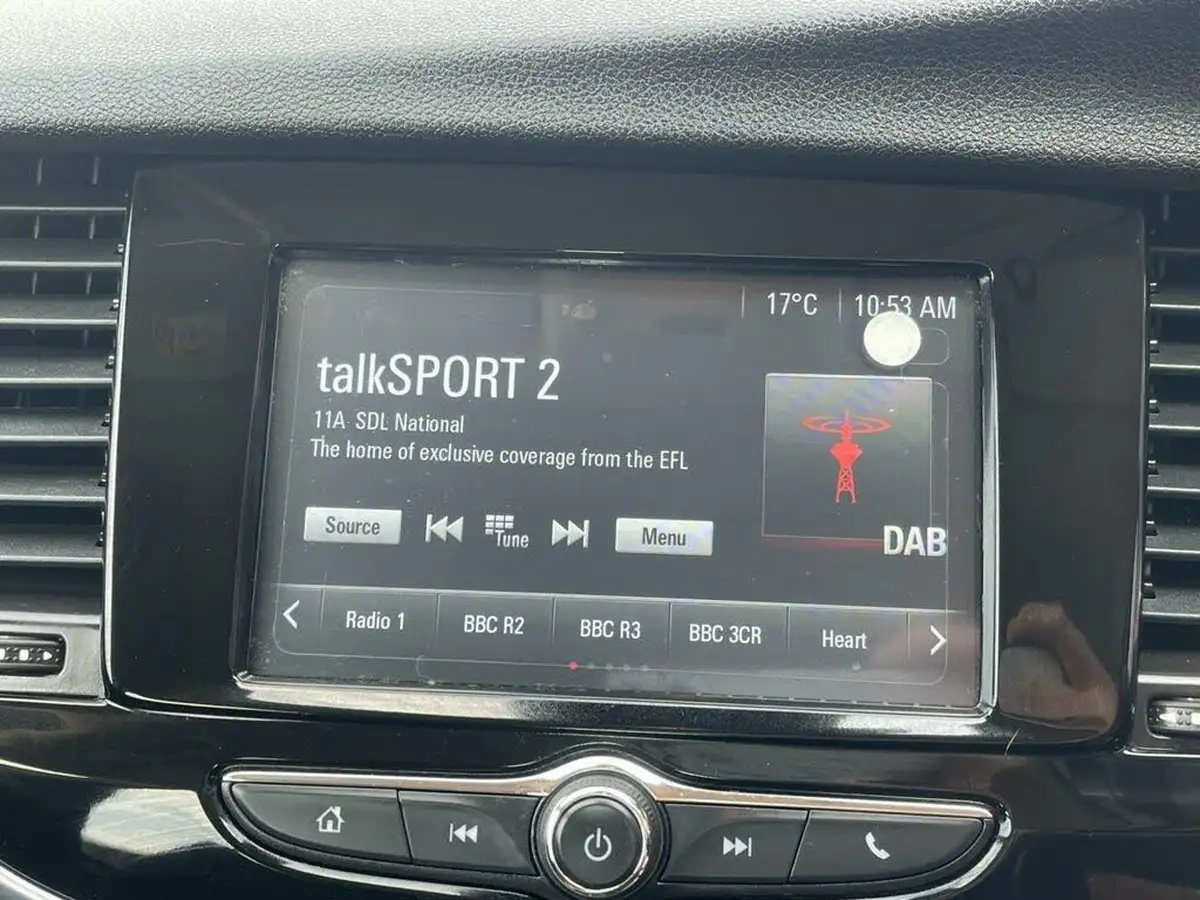 17°C 10:53 AM
talkSPORT 2
11A SDL National
The home of exclusive coverage from the EFL
Source Tune Menu
DAB
Radio 1 BBC R2 BBC R3 BBC 3CR Heart